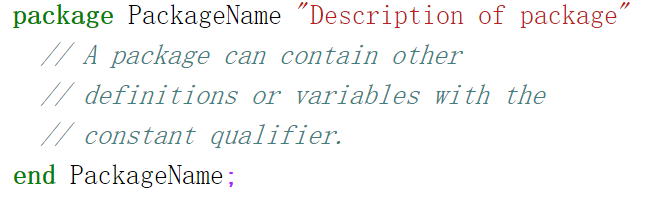 package PackageName "Description of package"
// A package can contain other
// definitions or variables with the
// constant qualifier.
end PackageName;